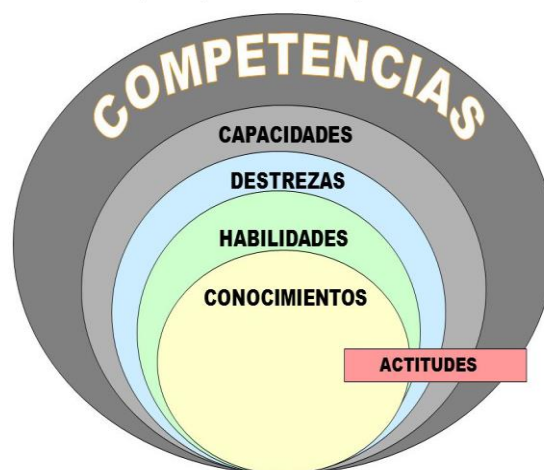 COMPETENCIAS
CAPACIDADES
DESTREZAS
HABILIDADES
CONOCIMIENTOS
ACTITUDES